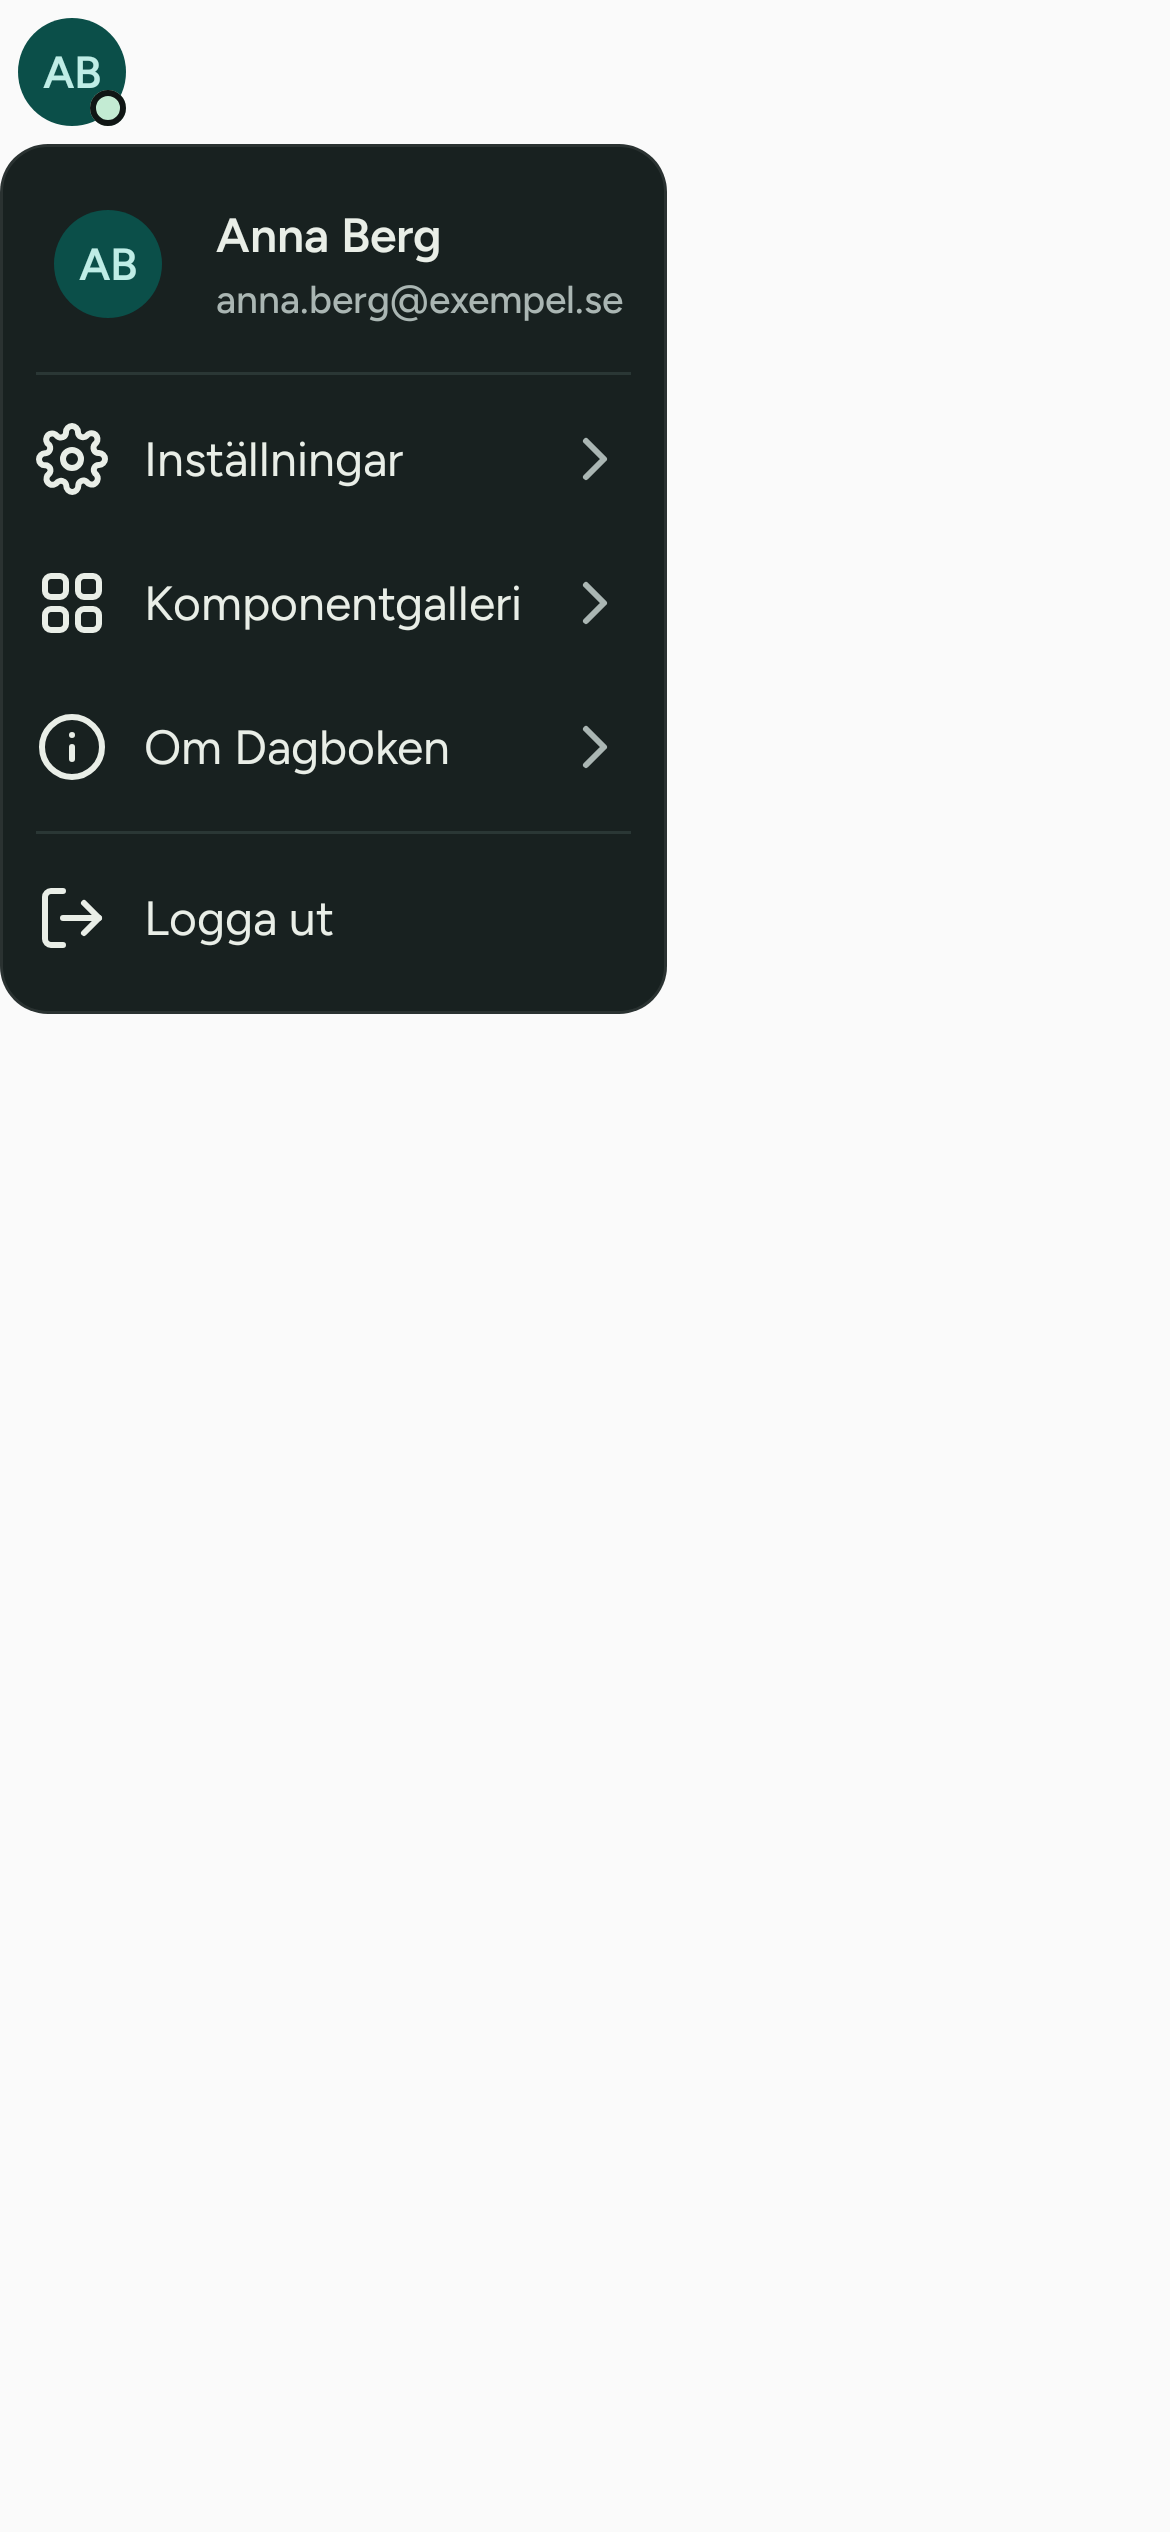 AB
AB
Anna Berg
anna.berg@exempel.se
Inställningar
Komponentgalleri
Om Dagboken
Logga ut